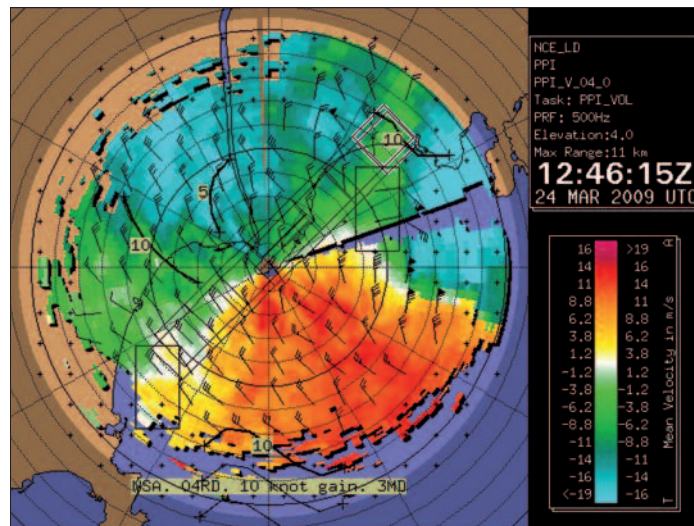 NCE_LD
PPI
PPI_V_04_0
Task: PPI_VOL
PRF: 500Hz
Elevation:4.0
Max Range:11 km
12:46:15Z
24 MAR 2009 UTC
10
5
10
10
NSA. 04RD. 10 knot gain. 3MD
16 >19 A
14 16
11 14
8.8 11
6.2 8.8
3.8 6.2
1.2 3.8
-1.2 1.2
-3.8 -1.2
-6.2 -3.8
-8.8 -6.2
-11 -8.8
-14 -11
-16 -14
<-19 -16 T
Mean Velocity in m/s